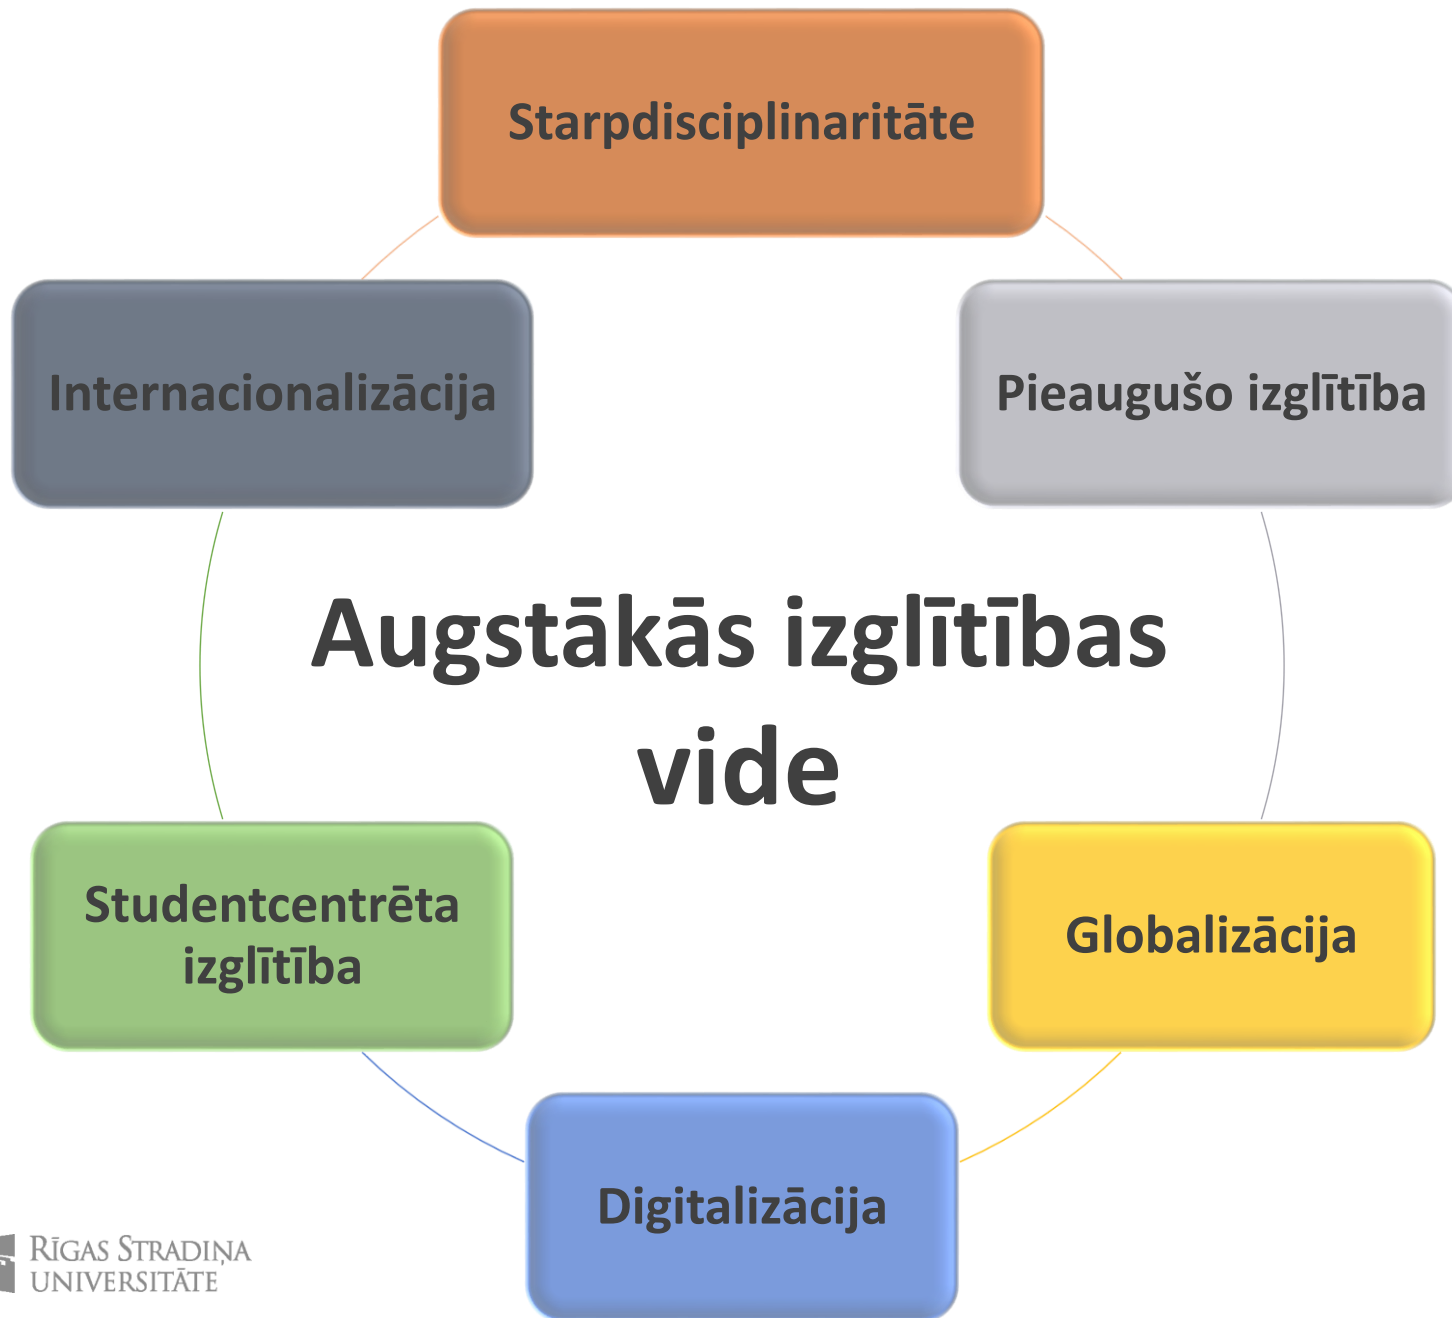 Starpdisciplinaritāte
Internacionalizācija
Pieaugušo izglītība
Augstākās izglītības
vide
Studentcentrēta
izglītība
Globalizācija
Digitalizācija
RĪGAS STRADIŅA
UNIVERSITĀTE